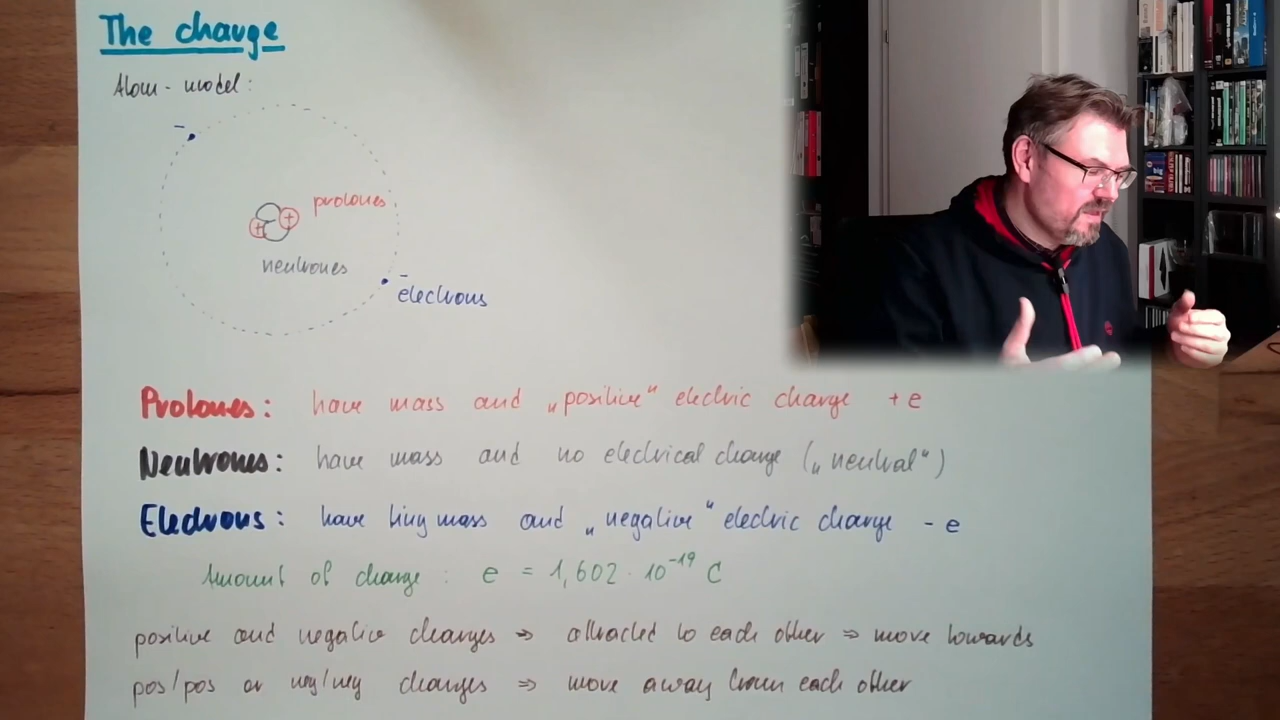 The charge
Atom - model :
-
+ protones
+
neutrones
-
electrons
Protones : have mass and „positive“ electric charge + e
Neutrones : have mass and no electrical charge („neutral“)
Electrons : have tiny mass and „negative“ electric charge - e
Amount of charge : e = 1,602 · 10⁻¹⁹ C
positive and negative charges ⇒ attracted to each other ⇒ move towards
pos/pos or neg/neg charges ⇒ move away from each other